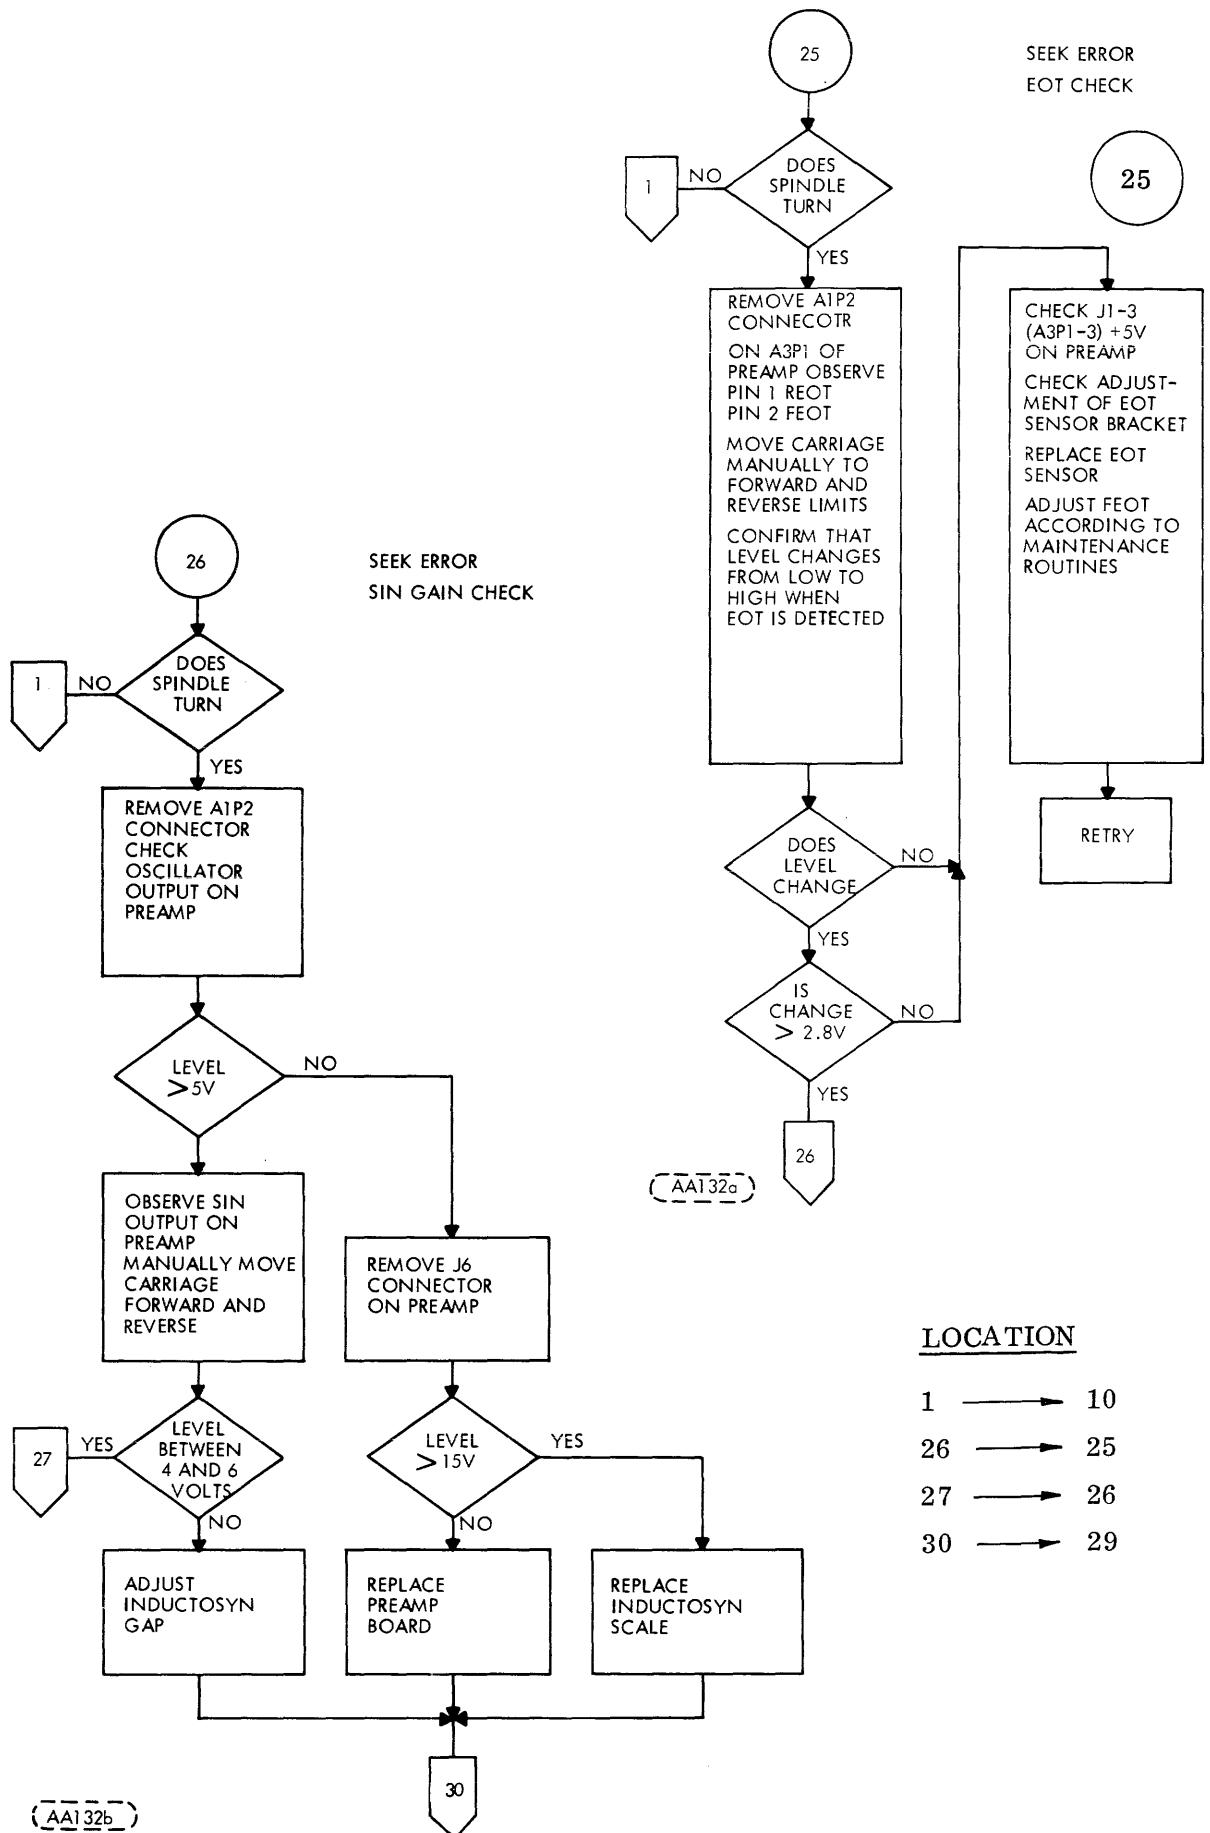 25
SEEK ERROR
EOT CHECK
25
DOES
SPINDLE
TURN
NO
1
YES
REMOVE A1P2
CONNECOTR
ON A3P1 OF
PREAMP OBSERVE
PIN 1 REOT
PIN 2 FEOT
MOVE CARRIAGE
MANUALLY TO
FORWARD AND
REVERSE LIMITS
CONFIRM THAT
LEVEL CHANGES
FROM LOW TO
HIGH WHEN
EOT IS DETECTED
CHECK J1-3
(A3P1-3) +5V
ON PREAMP
CHECK ADJUST-
MENT OF EOT
SENSOR BRACKET
REPLACE EOT
SENSOR
ADJUST FEOT
ACCORDING TO
MAINTENANCE
ROUTINES
RETRY
DOES
LEVEL
CHANGE
NO
YES
IS
CHANGE
> 2.8V
NO
YES
26
AA132a
26
SEEK ERROR
SIN GAIN CHECK
DOES
SPINDLE
TURN
NO
1
YES
REMOVE A1P2
CONNECTOR
CHECK
OSCILLATOR
OUTPUT ON
PREAMP
LEVEL
> 5V
NO
OBSERVE SIN
OUTPUT ON
PREAMP
MANUALLY MOVE
CARRIAGE
FORWARD AND
REVERSE
REMOVE J6
CONNECTOR
ON PREAMP
LEVEL
BETWEEN
4 AND 6
VOLTS
YES
27
NO
LEVEL
> 15V
YES
NO
ADJUST
INDUCTOSYN
GAP
REPLACE
PREAMP
BOARD
REPLACE
INDUCTOSYN
SCALE
30
AA132b
LOCATION
1 → 10
26 → 25
27 → 26
30 → 29